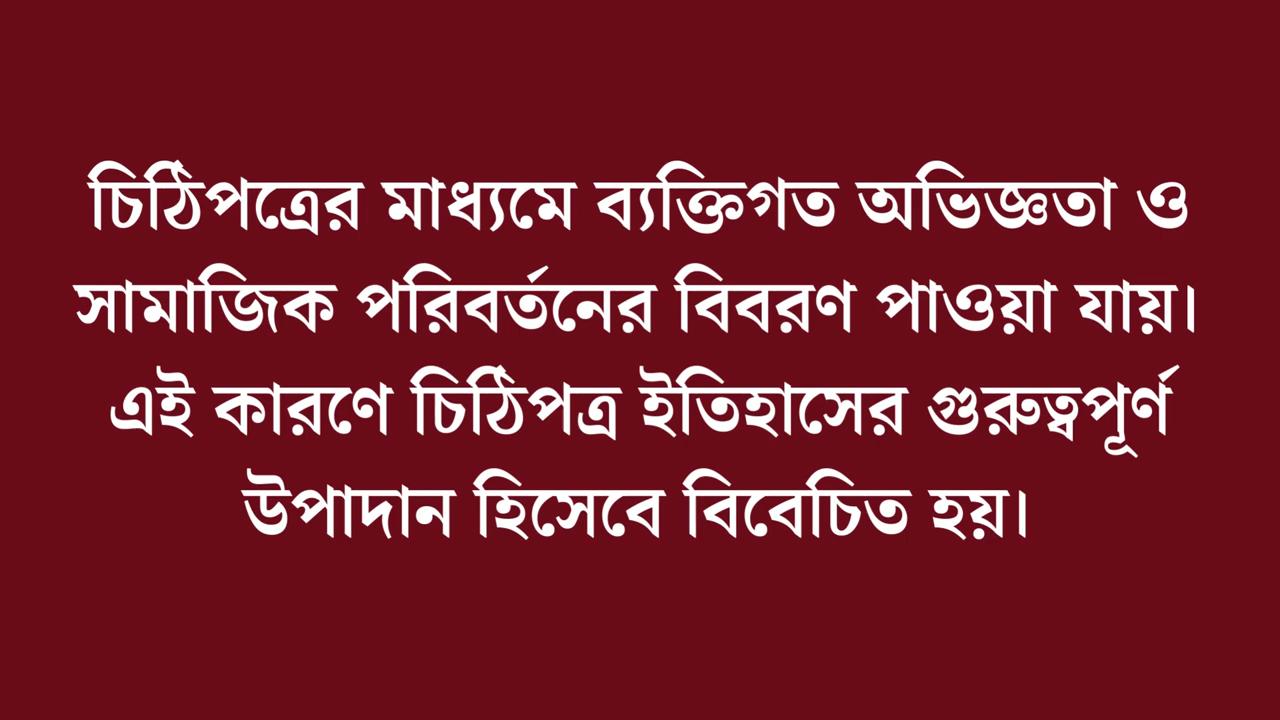 চিঠিপত্রের মাধ্যমে ব্যক্তিগত অভিজ্ঞতা ও
সামাজিক পরিবর্তনের বিবরণ পাওয়া যায়।
এই কারণে চিঠিপত্র ইতিহাসের গুরুত্বপূর্ণ
উপাদান হিসেবে বিবেচিত হয়।